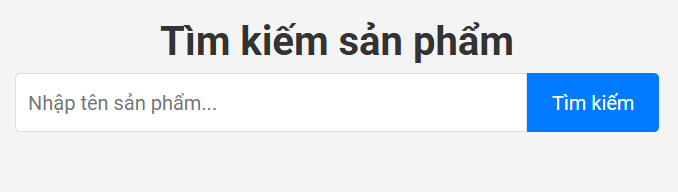 Tìm kiếm sản phẩm
Nhập tên sản phẩm... Tìm kiếm